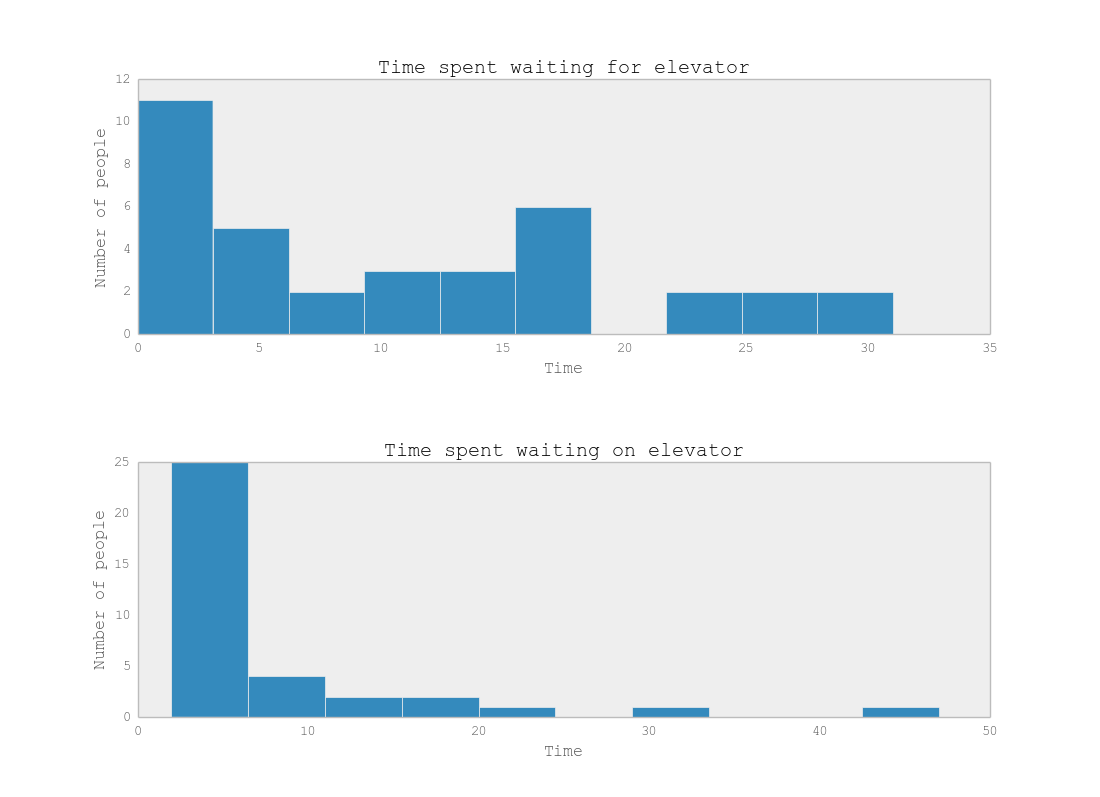 Time spent waiting for elevator
12
10
8
6
4
2
0
Number of people
0 5 10 15 20 25 30 35
Time
Time spent waiting on elevator
25
20
15
10
5
0
Number of people
0 10 20 30 40 50
Time